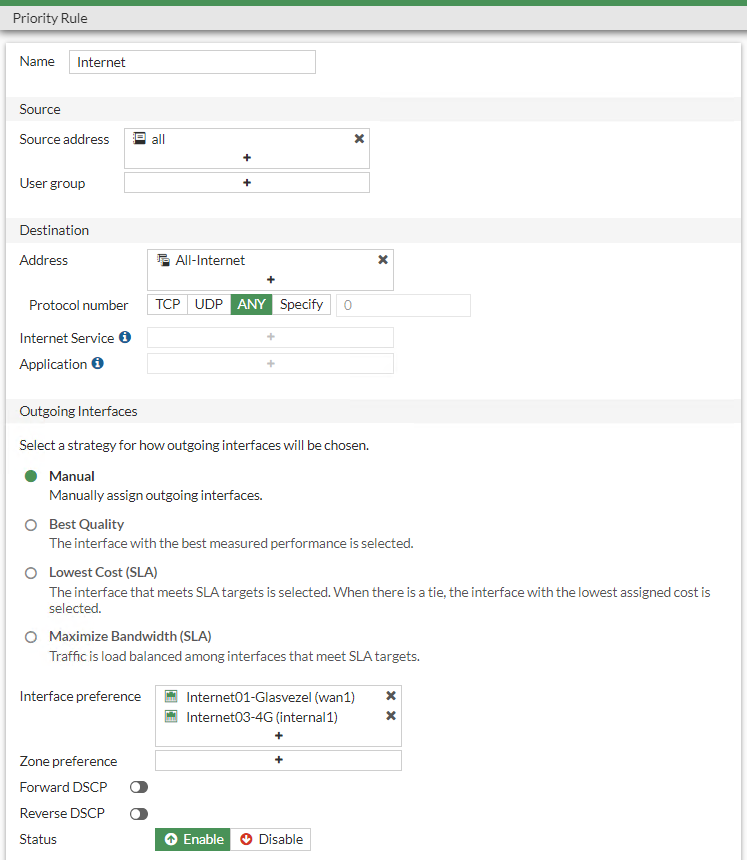 Priority Rule
Name Internet
Source
Source address all
+
User group +
Destination
Address All-Internet
+
Protocol number TCP UDP ANY Specify 0
Internet Service +
Application +
Outgoing Interfaces
Select a strategy for how outgoing interfaces will be chosen.
Manual
Manually assign outgoing interfaces.
Best Quality
The interface with the best measured performance is selected.
Lowest Cost (SLA)
The interface that meets SLA targets is selected. When there is a tie, the interface with the lowest assigned cost is
selected.
Maximize Bandwidth (SLA)
Traffic is load balanced among interfaces that meet SLA targets.
Interface preference Internet01-Glasvezel (wan1)
Internet03-4G (internal1)
+
Zone preference +
Forward DSCP
Reverse DSCP
Status Enable Disable